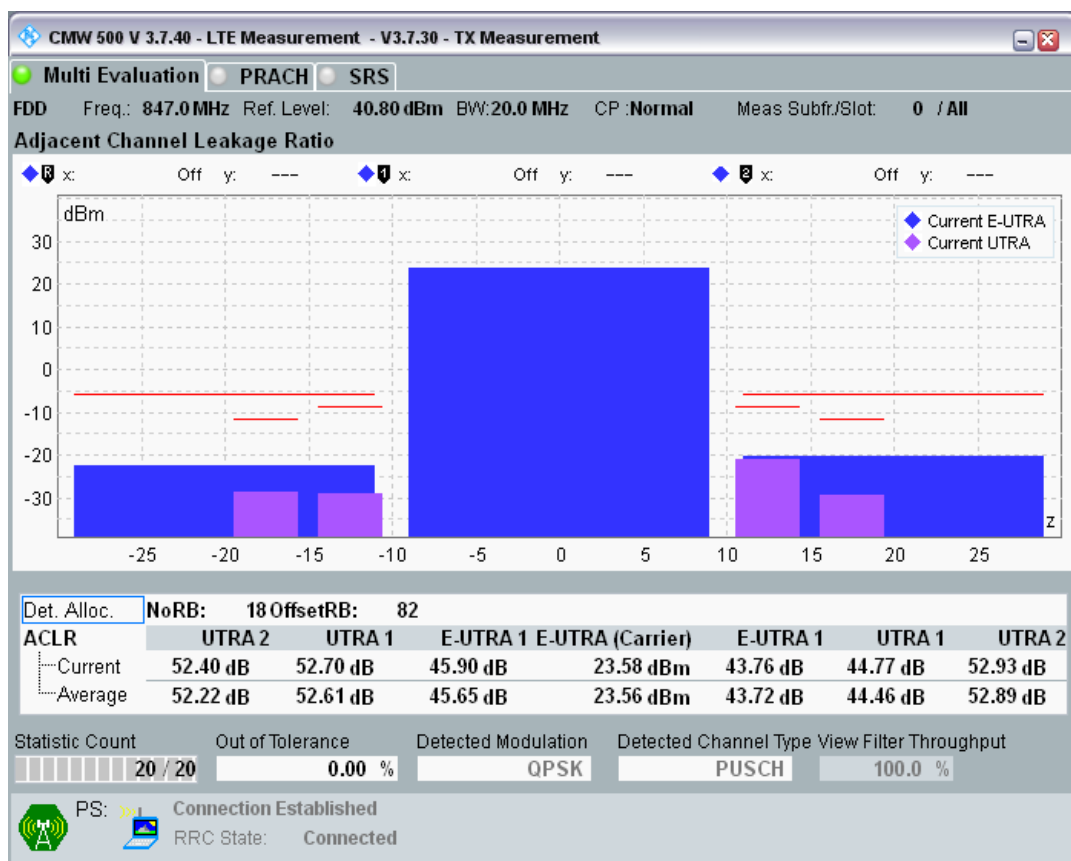 CMW 500 V 3.7.40 - LTE Measurement - V3.7.30 - TX Measurement
Multi Evaluation PRACH SRS
FDD Freq.: 847.0 MHz Ref. Level: 40.80 dBm BW:20.0 MHz CP :Normal Meas Subfr./Slot: 0 / All
Adjacent Channel Leakage Ratio
R x: Off y: --- 1 x: Off y: --- 2 x: Off y: ---
dBm
Current E-UTRA
Current UTRA
30
20
10
0
-10
-20
-30
z
-25 -20 -15 -10 -5 0 5 10 15 20 25
Det. Alloc. NoRB: 18 OffsetRB: 82
ACLR UTRA 2 UTRA 1 E-UTRA 1 E-UTRA (Carrier) E-UTRA 1 UTRA 1 UTRA 2
Current 52.40 dB 52.70 dB 45.90 dB 23.58 dBm 43.76 dB 44.77 dB 52.93 dB
Average 52.22 dB 52.61 dB 45.65 dB 23.56 dBm 43.72 dB 44.46 dB 52.89 dB
Statistic Count Out of Tolerance Detected Modulation Detected Channel Type View Filter Throughput
20 / 20 0.00 % QPSK PUSCH 100.0 %
PS: Connection Established
RRC State: Connected